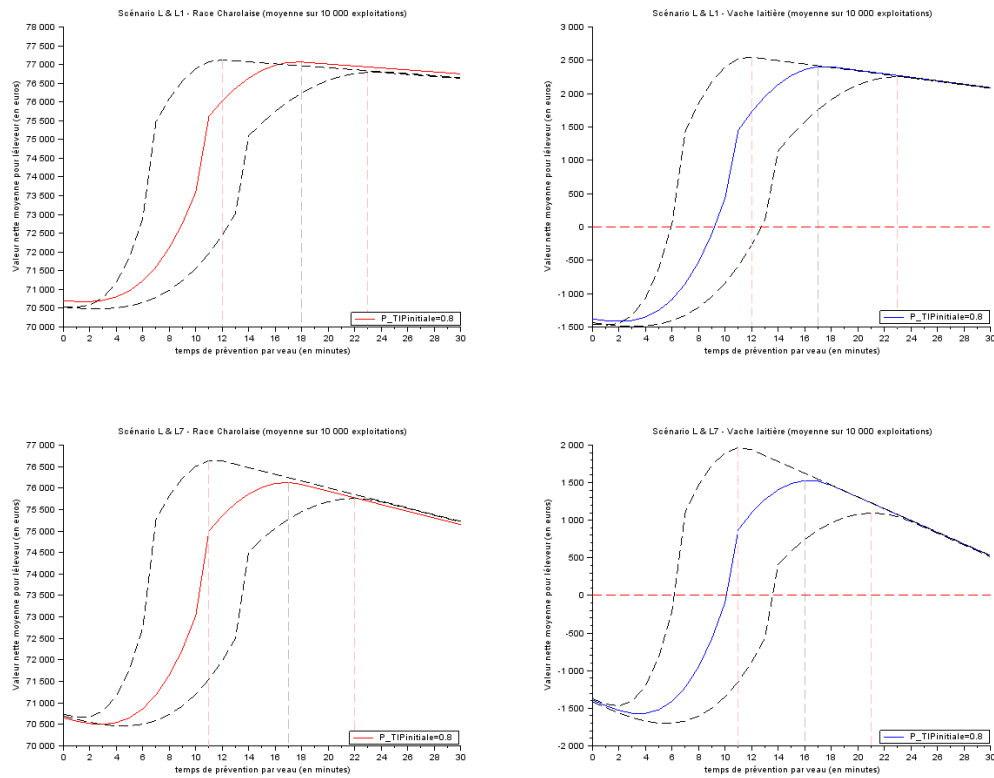 Scénario L & L1 - Race Charolaise (moyenne sur 10 000 exploitations)
Valeur nette moyenne pour léleveur (en euros)
78 000
77 500
77 000
76 500
76 000
75 500
75 000
74 500
74 000
73 500
73 000
72 500
72 000
71 500
71 000
70 500
70 000
0 2 4 6 8 10 12 14 16 18 20 22 24 26 28 30
temps de prévention par veau (en minutes)
P_TIPinitiale=0.8
Scénario L & L1 - Vache laitière (moyenne sur 10 000 exploitations)
Valeur nette moyenne pour léleveur (en euros)
3 000
2 500
2 000
1 500
1 000
500
0
-500
-1 000
-1 500
0 2 4 6 8 10 12 14 16 18 20 22 24 26 28 30
temps de prévention par veau (en minutes)
P_TIPinitiale=0.8
Scénario L & L7 - Race Charolaise (moyenne sur 10 000 exploitations)
Valeur nette moyenne pour léleveur (en euros)
77 000
76 500
76 000
75 500
75 000
74 500
74 000
73 500
73 000
72 500
72 000
71 500
71 000
70 500
70 000
0 2 4 6 8 10 12 14 16 18 20 22 24 26 28 30
temps de prévention par veau (en minutes)
P_TIPinitiale=0.8
Scénario L & L7 - Vache laitière (moyenne sur 10 000 exploitations)
Valeur nette moyenne pour léleveur (en euros)
2 000
1 500
1 000
500
0
-500
-1 000
-1 500
-2 000
0 2 4 6 8 10 12 14 16 18 20 22 24 26 28 30
temps de prévention par veau (en minutes)
P_TIPinitiale=0.8